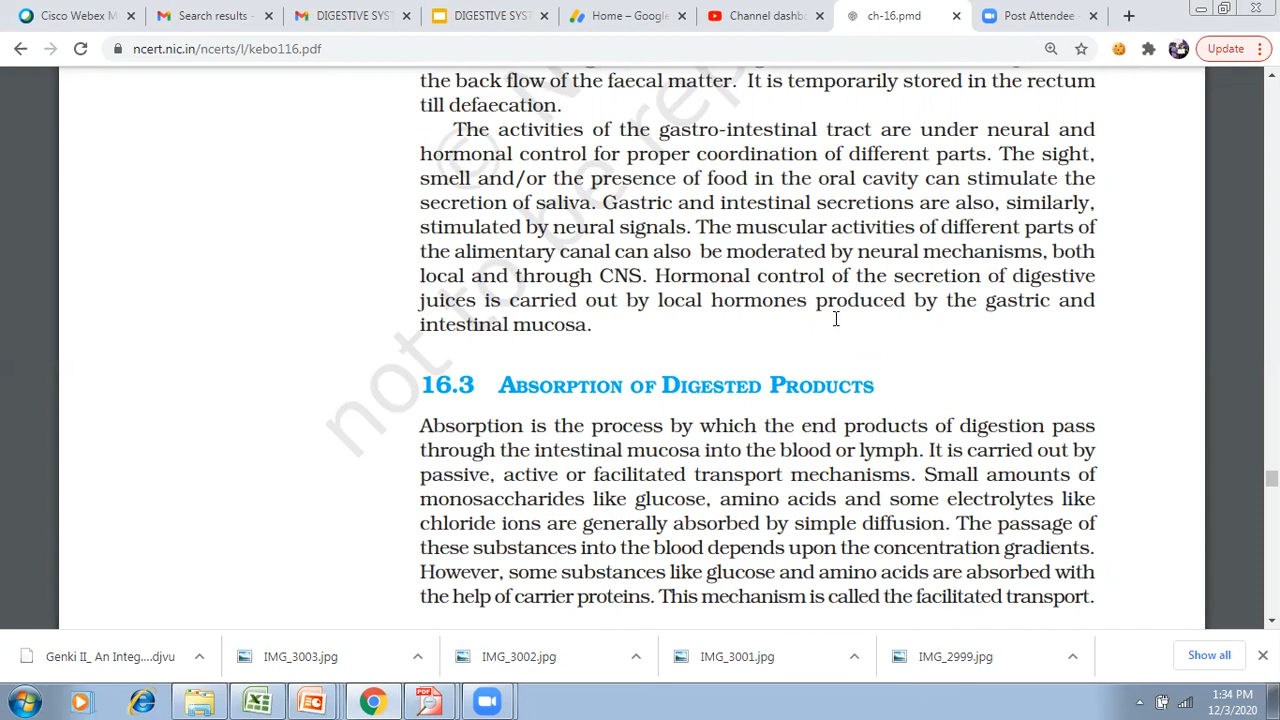 Cisco Webex M
Search results -
DIGESTIVE SYST
DIGESTIVE SYST
Home – Google
Channel dashb
ch-16.pmd
Post Attendee
ncert.nic.in/ncerts/l/kebo116.pdf
Update
the back flow of the faecal matter. It is temporarily stored in the rectum
till defaecation.
The activities of the gastro-intestinal tract are under neural and
hormonal control for proper coordination of different parts. The sight,
smell and/or the presence of food in the oral cavity can stimulate the
secretion of saliva. Gastric and intestinal secretions are also, similarly,
stimulated by neural signals. The muscular activities of different parts of
the alimentary canal can also be moderated by neural mechanisms, both
local and through CNS. Hormonal control of the secretion of digestive
juices is carried out by local hormones produced by the gastric and
intestinal mucosa.
16.3 ABSORPTION OF DIGESTED PRODUCTS
Absorption is the process by which the end products of digestion pass
through the intestinal mucosa into the blood or lymph. It is carried out by
passive, active or facilitated transport mechanisms. Small amounts of
monosaccharides like glucose, amino acids and some electrolytes like
chloride ions are generally absorbed by simple diffusion. The passage of
these substances into the blood depends upon the concentration gradients.
However, some substances like glucose and amino acids are absorbed with
the help of carrier proteins. This mechanism is called the facilitated transport.
© N
not to be rep
Genki II_ An Integ....djvu
IMG_3003.jpg
IMG_3002.jpg
IMG_3001.jpg
IMG_2999.jpg
Show all
1:34 PM
12/3/2020